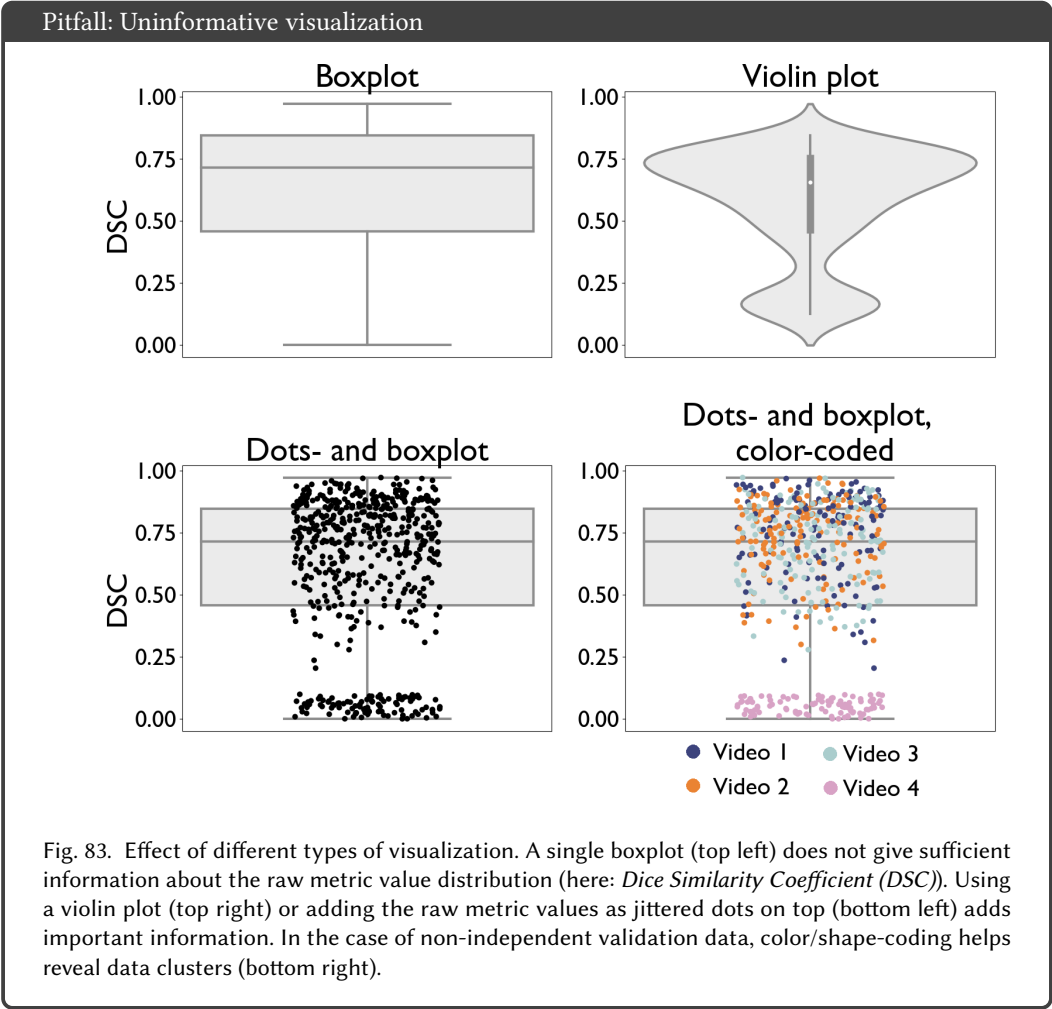 Pitfall: Uninformative visualization
Boxplot
1.00
0.75
0.50
0.25
0.00
DSC
Violin plot
1.00
0.75
0.50
0.25
0.00
Dots- and boxplot
1.00
0.75
0.50
0.25
0.00
DSC
Dots- and boxplot,
color-coded
1.00
0.75
0.50
0.25
0.00
Video 1
Video 3
Video 2
Video 4
Fig. 83. Effect of different types of visualization. A single boxplot (top left) does not give sufficient
information about the raw metric value distribution (here: Dice Similarity Coefficient (DSC)). Using
a violin plot (top right) or adding the raw metric values as jittered dots on top (bottom left) adds
important information. In the case of non-independent validation data, color/shape-coding helps
reveal data clusters (bottom right).